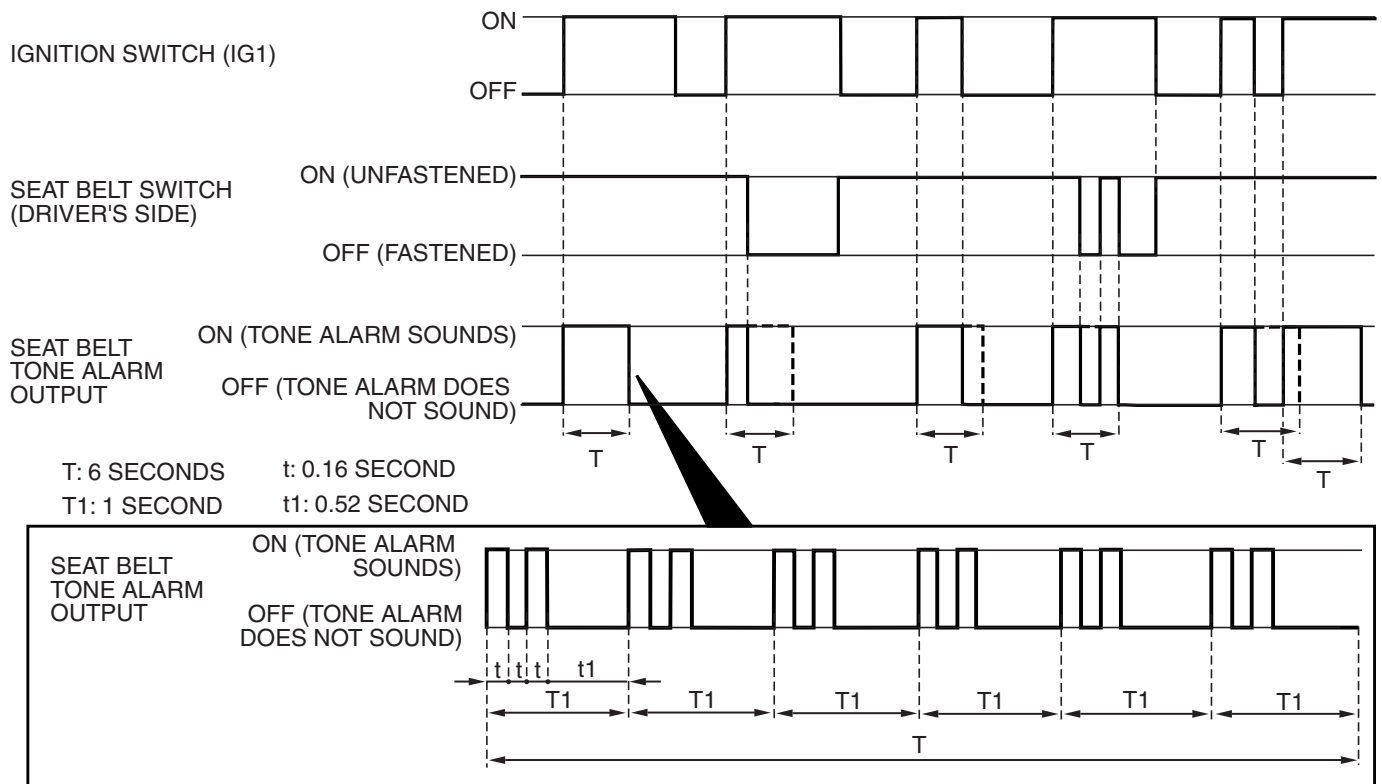 IGNITION SWITCH (IG1)
ON
OFF
SEAT BELT SWITCH
(DRIVER'S SIDE)
ON (UNFASTENED)
OFF (FASTENED)
SEAT BELT
TONE ALARM
OUTPUT
ON (TONE ALARM SOUNDS)
OFF (TONE ALARM DOES
NOT SOUND)
T T T T T
T
T: 6 SECONDS t: 0.16 SECOND
T1: 1 SECOND t1: 0.52 SECOND
SEAT BELT
TONE ALARM
OUTPUT
ON (TONE ALARM
SOUNDS)
OFF (TONE ALARM
DOES NOT SOUND)
t t t t1
T1 T1 T1 T1 T1 T1
T